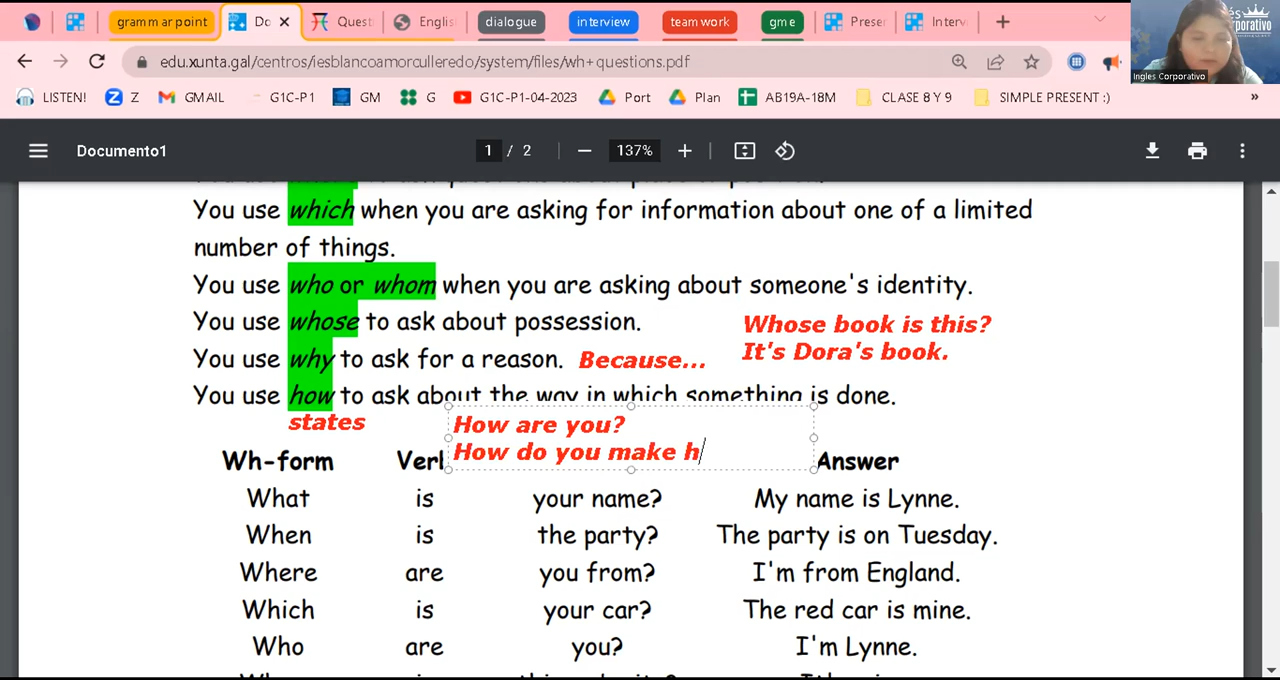 grammar point
Do
Questi
Englis
dialogue
interview
team work
gme
Preser
Interv
edu.xunta.gal/centros/iesblancoamorculleredo/system/files/wh+questions.pdf
Ingles Corporativo
LISTEN!
Z
GMAIL
G1C-P1
GM
G
G1C-P1-04-2023
Port
Plan
AB19A-18M
CLASE 8 Y 9
SIMPLE PRESENT :)
»
Documento1
1 / 2
137%
You use which when you are asking for information about one of a limited
number of things.
You use who or whom when you are asking about someone's identity.
You use whose to ask about possession.
Whose book is this?
It's Dora's book.
You use why to ask for a reason. Because...
You use how to ask about the way in which something is done.
states
How are you?
How do you make h
Wh-form Verb Answer
What is your name? My name is Lynne.
When is the party? The party is on Tuesday.
Where are you from? I'm from England.
Which is your car? The red car is mine.
Who are you? I'm Lynne.